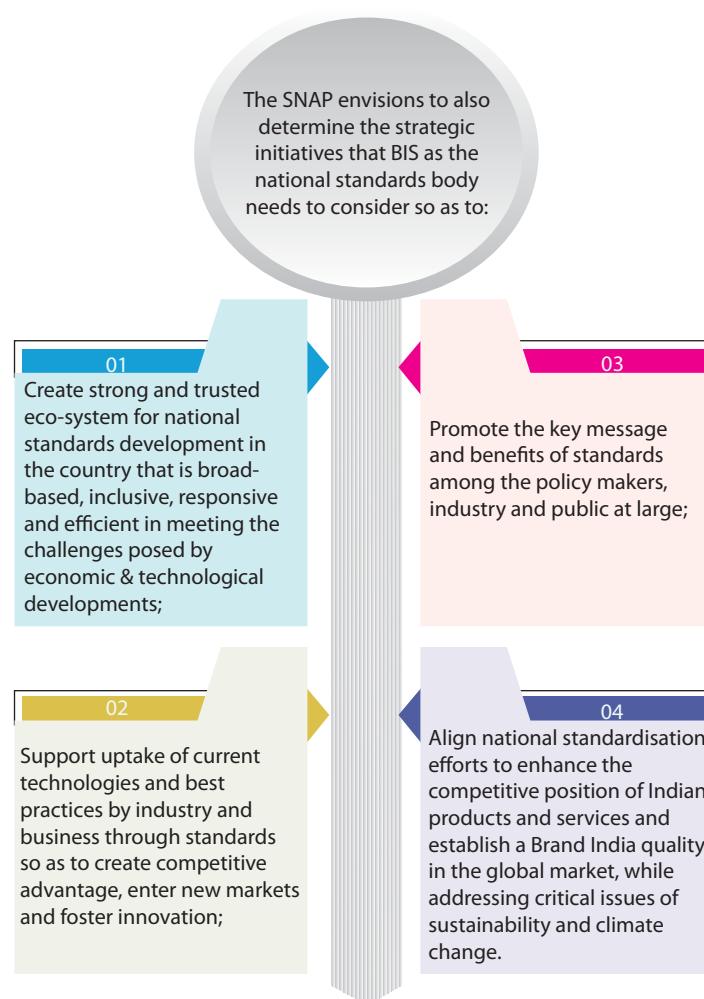 The SNAP envisions to also
determine the strategic
initiatives that BIS as the
national standards body
needs to consider so as to:
01
Create strong and trusted
eco-system for national
standards development in
the country that is broad-
based, inclusive, responsive
and efficient in meeting the
challenges posed by
economic & technological
developments;
02
Support uptake of current
technologies and best
practices by industry and
business through standards
so as to create competitive
advantage, enter new markets
and foster innovation;
03
Promote the key message
and benefits of standards
among the policy makers,
industry and public at large;
04
Align national standardisation
efforts to enhance the
competitive position of Indian
products and services and
establish a Brand India quality
in the global market, while
addressing critical issues of
sustainability and climate
change.